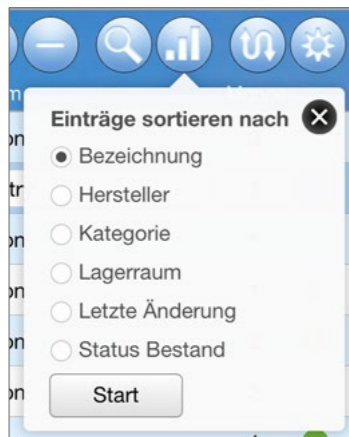 Einträge sortieren nach
Bezeichnung
Hersteller
Kategorie
Lagerraum
Letzte Änderung
Status Bestand
Start